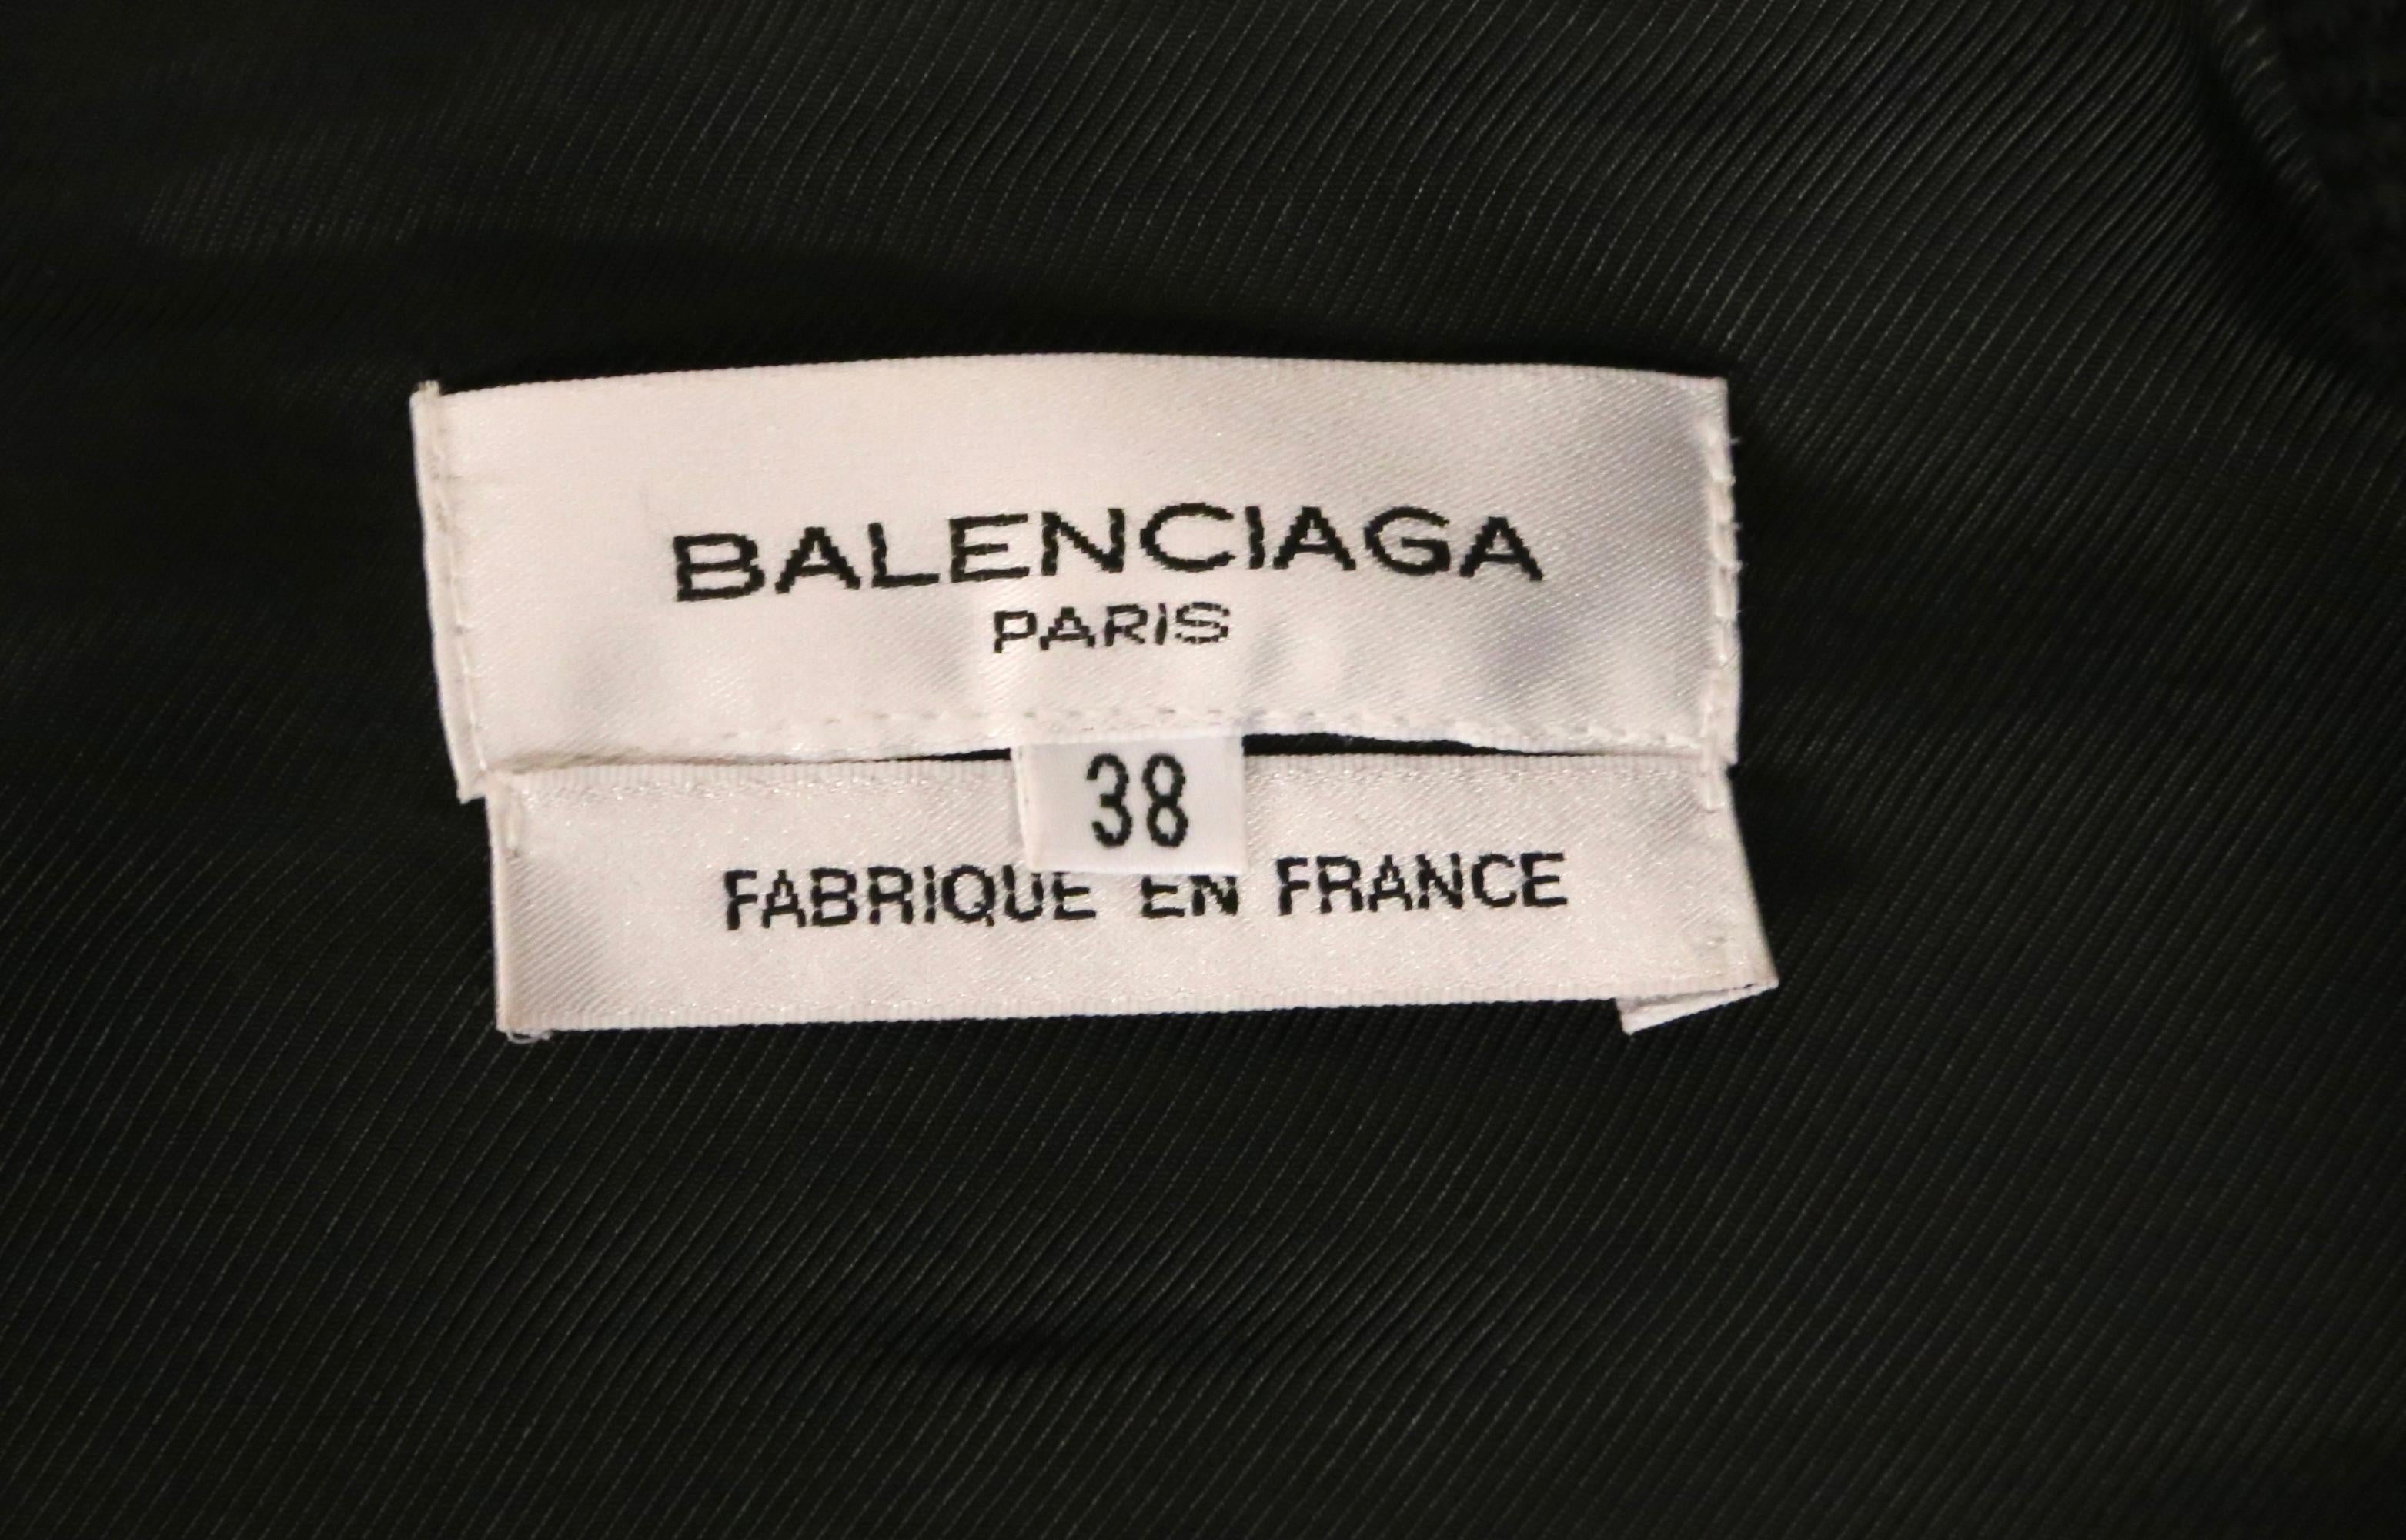 BALENCIAGA
PARIS
38
FABRIQUE EN FRANCE